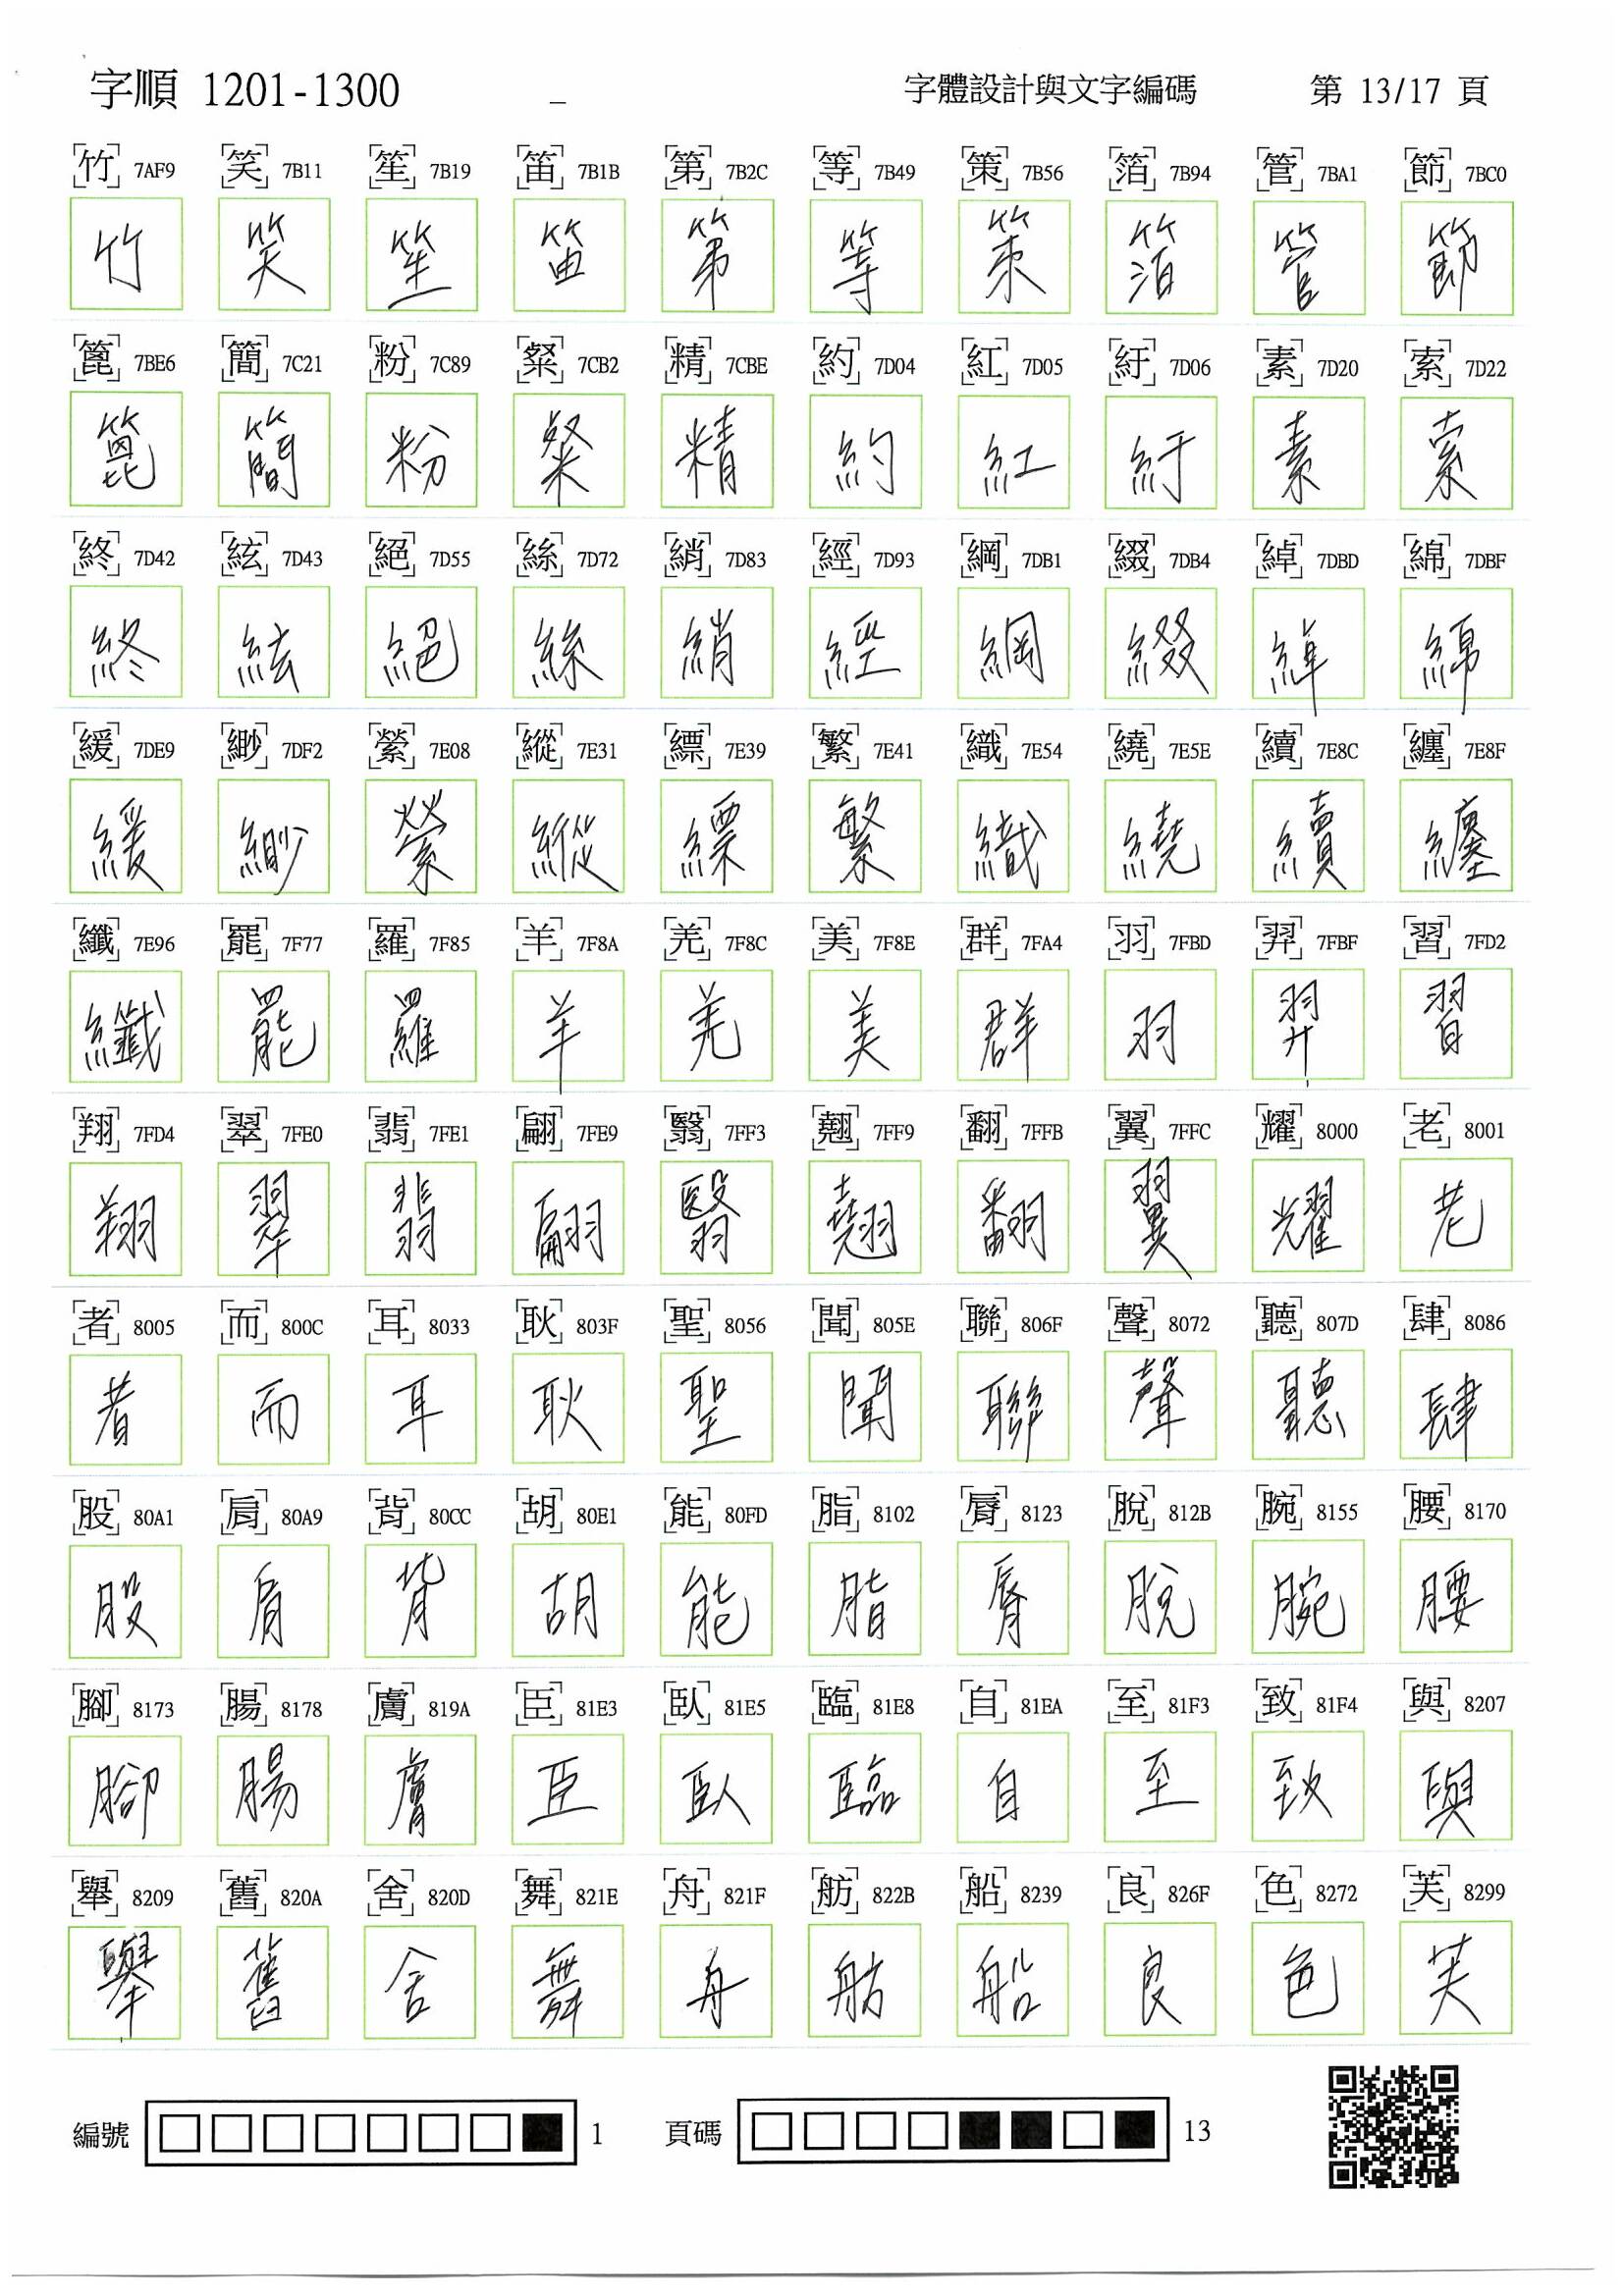 字順 1201-1300 _ 字體設計與文字編碼 第 13/17 頁
竹 7AF9 笑 7B11 笙 7B19 笛 7B1B 第 7B2C 等 7B49 策 7B56 箔 7B94 管 7BA1 節 7BC0
竹 笑 笙 笛 第 等 策 箔 管 節
篦 7BE6 簡 7C21 粉 7C89 粲 7CB2 精 7CBE 約 7D04 紅 7D05 紆 7D06 素 7D20 索 7D22
篦 簡 粉 粲 精 約 紅 紆 素 索
終 7D42 絃 7D43 絕 7D55 絲 7D72 綃 7D83 經 7D93 綱 7DB1 綴 7DB4 綽 7DBD 綿 7DBF
終 絃 絕 絲 綃 經 綱 綴 綽 綿
緩 7DE9 緲 7DF2 縈 7E08 縱 7E31 縹 7E39 繁 7E41 織 7E54 繞 7E5E 續 7E8C 纏 7E8F
緩 緲 縈 縱 縹 繁 織 繞 續 纏
纖 7E96 罷 7F77 羅 7F85 羊 7F8A 羌 7F8C 美 7F8E 群 7FA4 羽 7FBD 羿 7FBF 習 7FD2
纖 罷 羅 羊 羌 美 群 羽 羿 習
翔 7FD4 翠 7FE0 翡 7FE1 翩 7FE9 翳 7FF3 翹 7FF9 翻 7FFB 翼 7FFC 耀 8000 老 8001
翔 翠 翡 翩 翳 翹 翻 翼 耀 老
者 8005 而 800C 耳 8033 耿 803F 聖 8056 聞 805E 聯 806F 聲 8072 聽 807D 肆 8086
者 而 耳 耿 聖 聞 聯 聲 聽 肆
股 80A1 肩 80A9 背 80CC 胡 80E1 能 80FD 脂 8102 脣 8123 脫 812B 腕 8155 腰 8170
股 肩 背 胡 能 脂 脣 脫 腕 腰
腳 8173 腸 8178 膚 819A 臣 81E3 臥 81E5 臨 81E8 自 81EA 至 81F3 致 81F4 與 8207
腳 腸 膚 臣 臥 臨 自 至 致 與
舉 8209 舊 820A 舍 820D 舞 821E 舟 821F 舫 822B 船 8239 良 826F 色 8272 芙 8299
舉 舊 舍 舞 舟 舫 船 良 色 芙
編號 1 頁碼 13